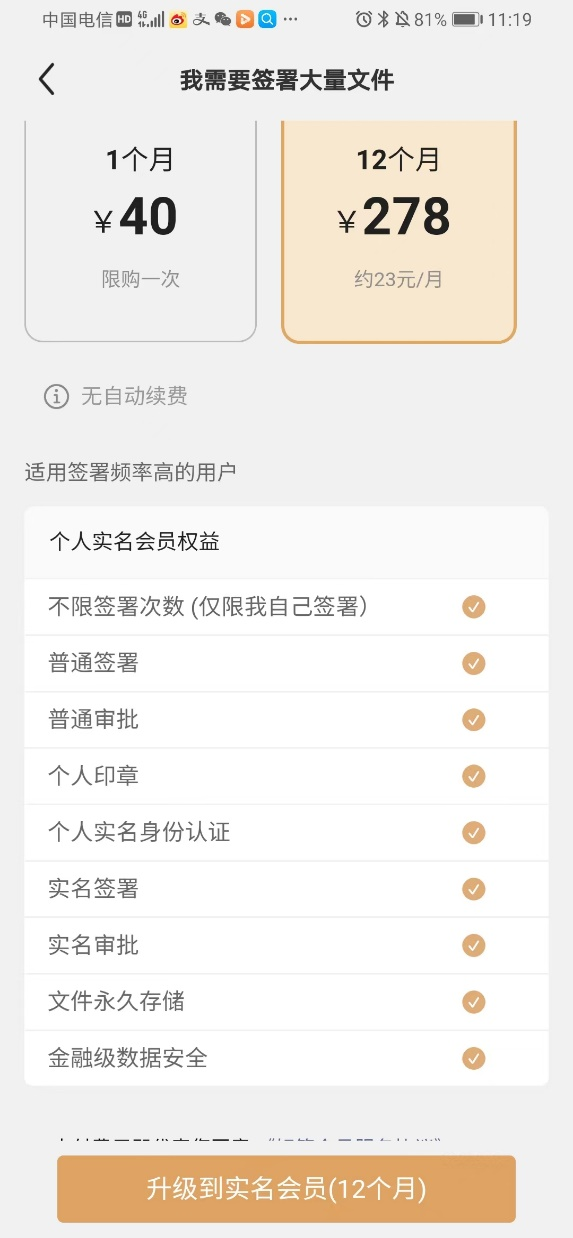 中国电信 HD 4G 81% 11:19
我需要签署大量文件
1个月
¥40
限购一次
12个月
¥278
约23元/月
无自动续费
适用签署频率高的用户
个人实名会员权益
不限签署次数 (仅限我自己签署）
普通签署
普通审批
个人印章
个人实名身份认证
实名签署
实名审批
文件永久存储
金融级数据安全
升级到实名会员(12个月)